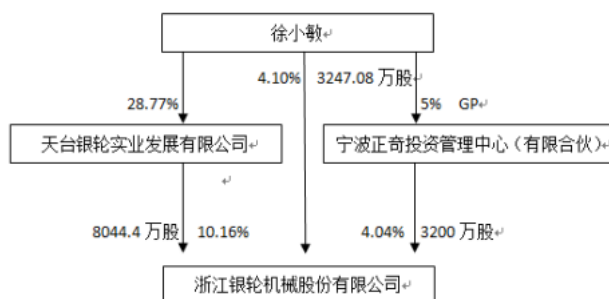 徐小敏
4.10% 3247.08 万股
28.77% 5% GP
天台银轮实业发展有限公司 宁波正奇投资管理中心（有限合伙）
8044.4 万股 10.16% 4.04% 3200 万股
浙江银轮机械股份有限公司